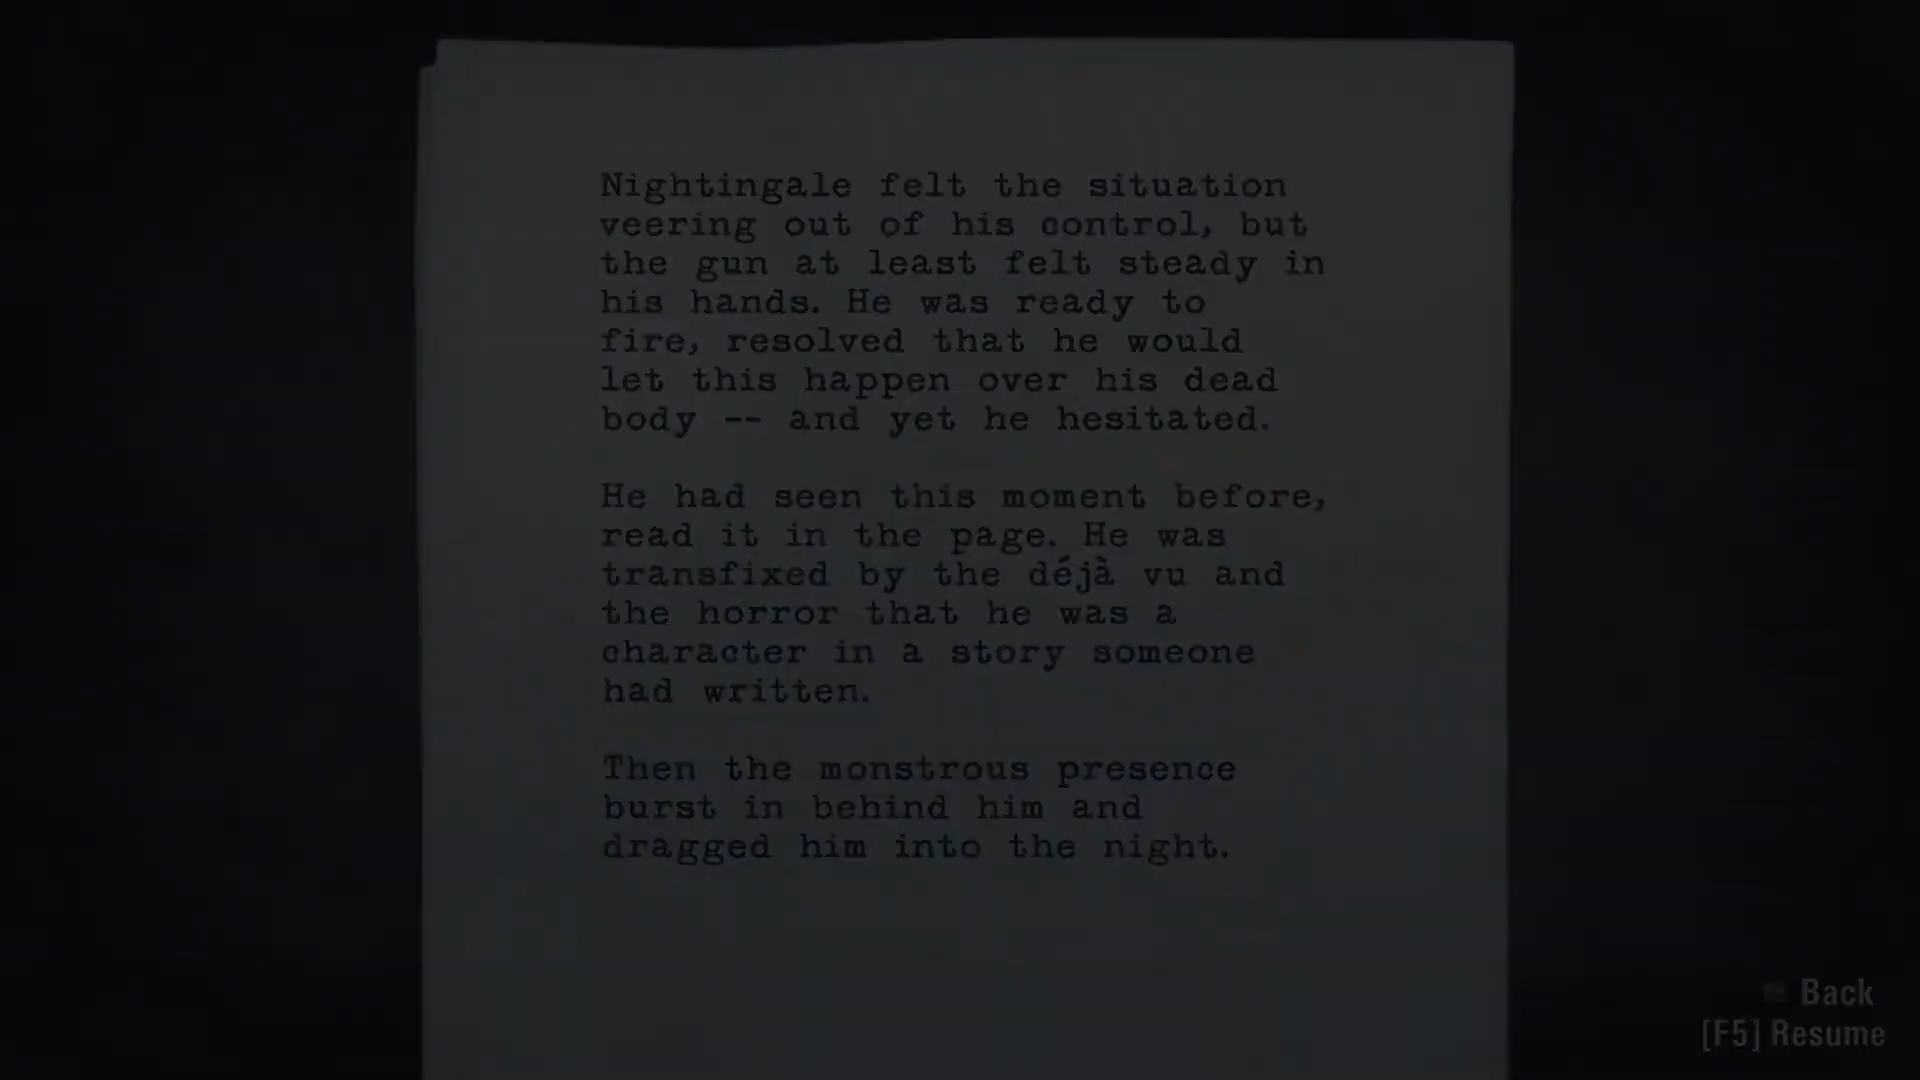 Nightingale felt the situation
veering out of his control, but
the gun at least felt steady in
his hands. He was ready to
fire, resolved that he would
let this happen over his dead
body -- and yet he hesitated.
He had seen this moment before,
read it in the page. He was
transfixed by the déjà vu and
the horror that he was a
character in a story someone
had written.
Then the monstrous presence
burst in behind him and
dragged him into the night.
Back
[F5] Resume